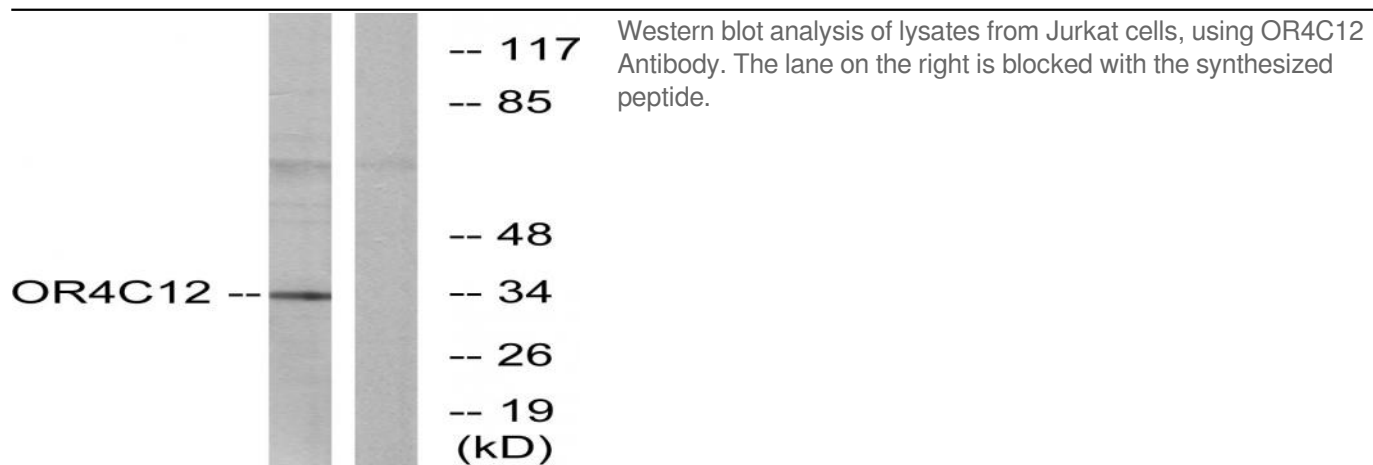 -- 117
-- 85
-- 48
OR4C12 -- -- 34
-- 26
-- 19
(kD)
Western blot analysis of lysates from Jurkat cells, using OR4C12
Antibody. The lane on the right is blocked with the synthesized
peptide.